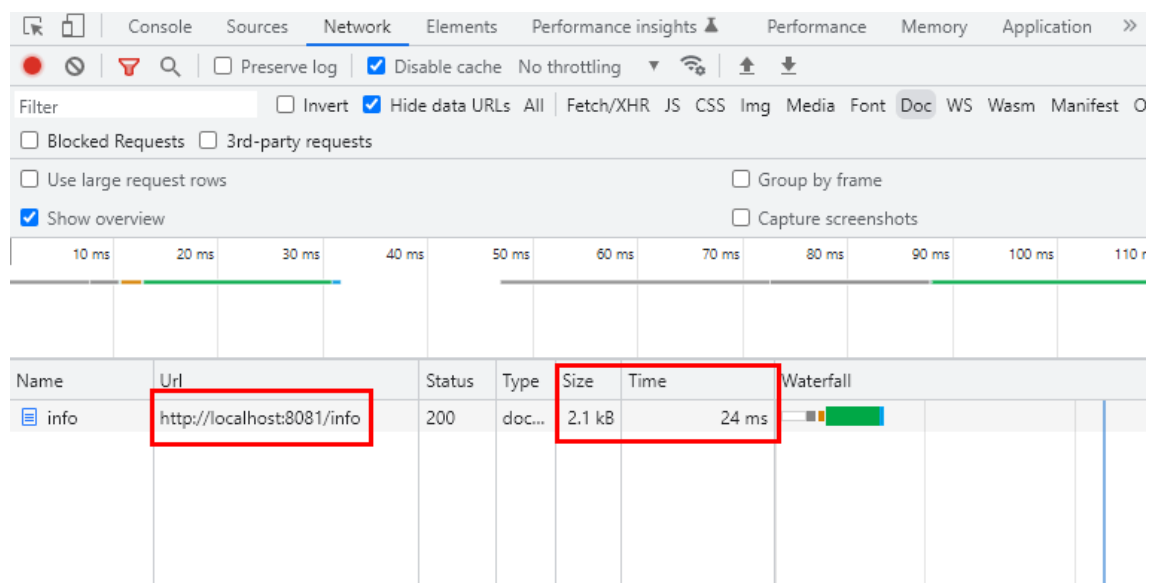 Console Sources Network Elements Performance insights Performance Memory Application »
Preserve log Disable cache No throttling
Filter Invert Hide data URLs All Fetch/XHR JS CSS Img Media Font Doc WS Wasm Manifest O
Blocked Requests 3rd-party requests
Use large request rows Group by frame
Show overview Capture screenshots
10 ms 20 ms 30 ms 40 ms 50 ms 60 ms 70 ms 80 ms 90 ms 100 ms 110 r
Name Url Status Type Size Time Waterfall
info http://localhost:8081/info 200 doc... 2.1 kB 24 ms